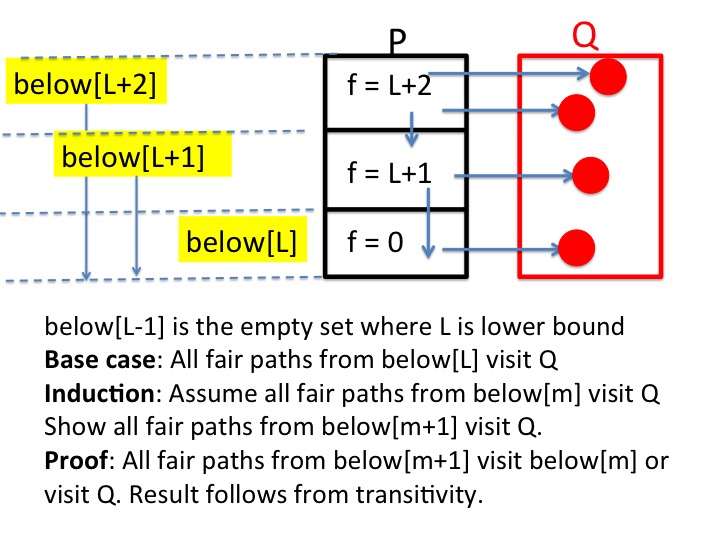 P
Q
below[L+2]
f = L+2
below[L+1]
f = L+1
below[L]
f = 0
below[L-1] is the empty set where L is lower bound
Base case: All fair paths from below[L] visit Q
Induction: Assume all fair paths from below[m] visit Q
Show all fair paths from below[m+1] visit Q.
Proof: All fair paths from below[m+1] visit below[m] or
visit Q. Result follows from transitivity.